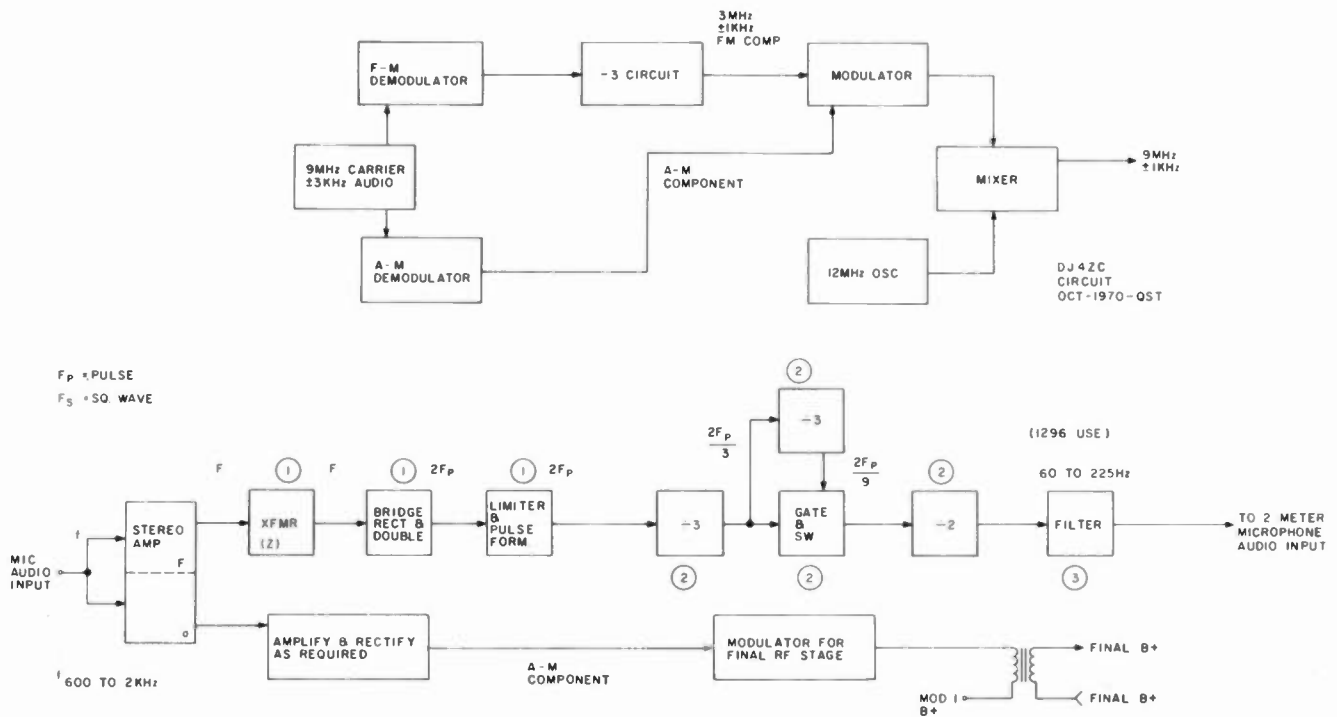 3MHz
±1KHz
FM COMP
F-M
DEMODULATOR
-3 CIRCUIT
MODULATOR
9MHz CARRIER
±3KHz AUDIO
A-M
COMPONENT
MIXER
9MHz
±1KHz
A-M
DEMODULATOR
12MHz OSC
DJ4ZC
CIRCUIT
OCT-1970-QST
FP = PULSE
FS = SQ. WAVE
2
-3
2FP
3
2FP
9
(1296 USE)
60 TO 225Hz
F
1
F
1
2FP
1
2FP
2
MIC
AUDIO
INPUT
f
STEREO
AMP
F
XFMR
(Z)
BRIDGE
RECT &
DOUBLE
LIMITER
&
PULSE
FORM
-3
GATE
&
SW
-2
FILTER
TO 2 METER
MICROPHONE
AUDIO INPUT
2
2
3
AMPLIFY & RECTIFY
AS REQUIRED
A-M
COMPONENT
MODULATOR FOR
FINAL RF STAGE
FINAL B+
MOD I
B+
FINAL B+
f 600 TO 2KHz